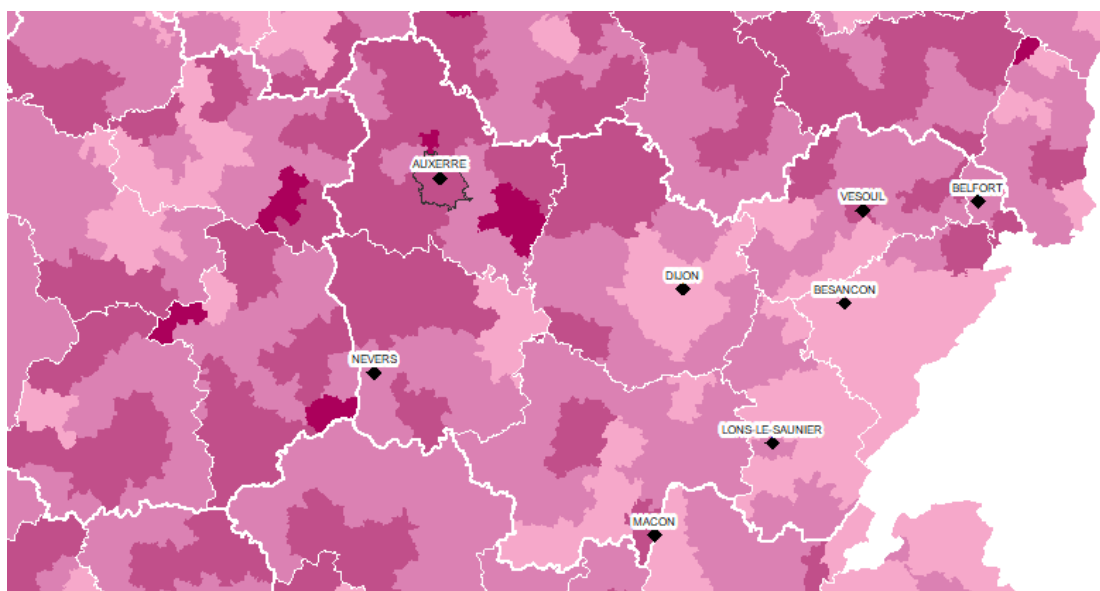 AUXERRE
BELFORT
VESOUL
DIJON
BESANCON
NEVERS
LONS-LE-SAUNIER
MACON